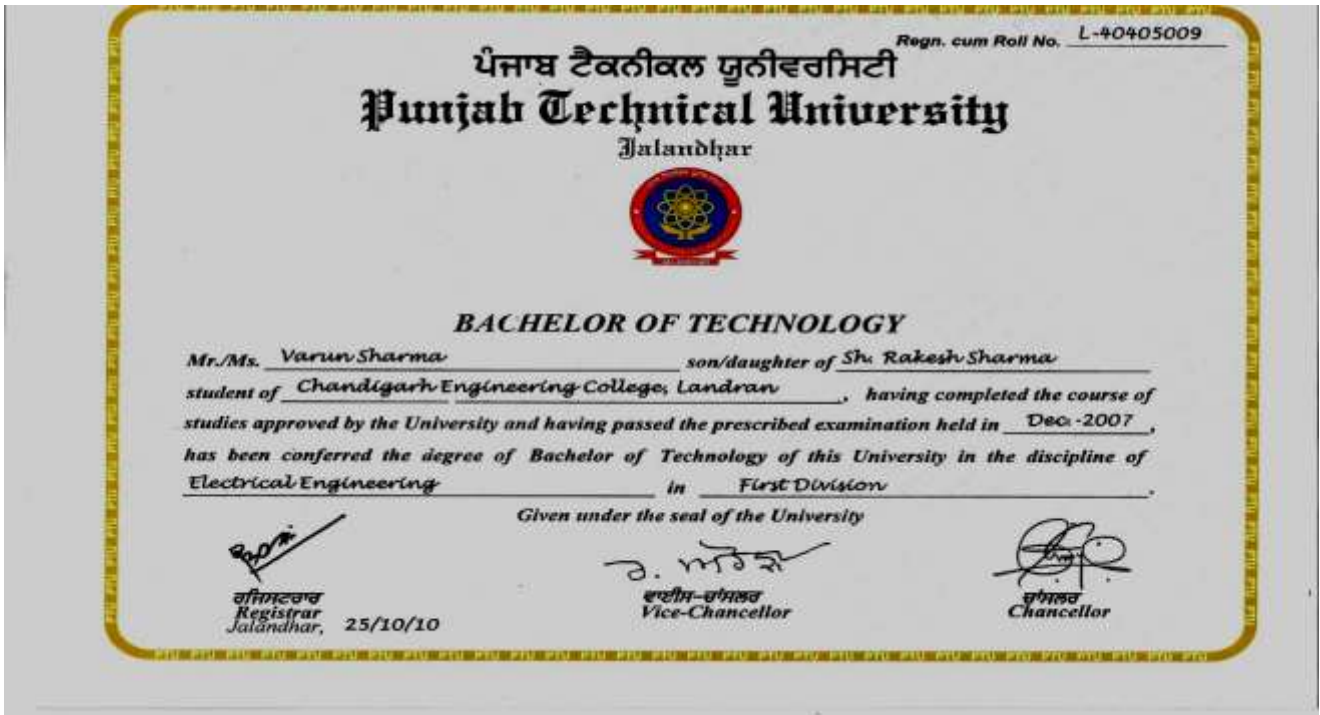 Regn. cum Roll No. L-40405009
ਪੰਜਾਬ ਟੈਕਨੀਕਲ ਯੂਨੀਵਰਸਿਟੀ
Punjab Technical University
Jalandhar
BACHELOR OF TECHNOLOGY
Mr./Ms. Varun Sharma son/daughter of Sh. Rakesh Sharma
student of Chandigarh Engineering College, Landran, having completed the course of
studies approved by the University and having passed the prescribed examination held in Dec.-2007,
has been conferred the degree of Bachelor of Technology of this University in the discipline of
Electrical Engineering in First Division.
Given under the seal of the University
ਰਜਿਸਟਰਾਰ ਵਾਈਸ-ਚਾਂਸਲਰ ਚਾਂਸਲਰ
Registrar Vice-Chancellor Chancellor
Jalandhar, 25/10/10